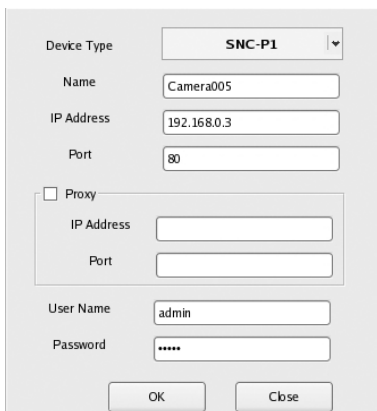 Device Type SNC-P1
Name Camera005
IP Address 192.168.0.3
Port 80
Proxy
IP Address
Port
User Name admin
Password •••••
OK Close